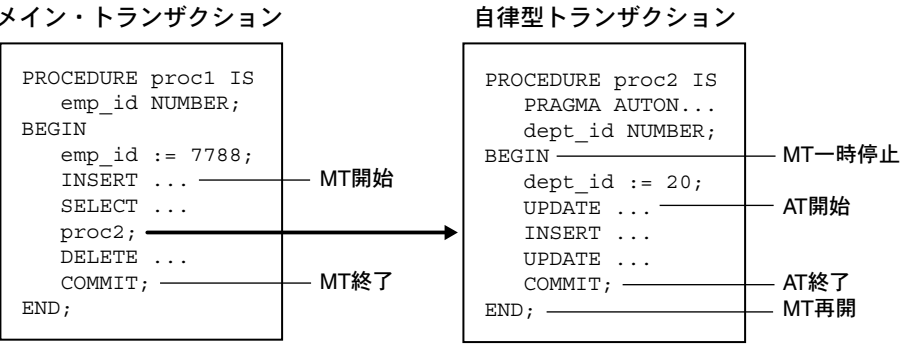 メイン・トランザクション
PROCEDURE proc1 IS
emp_id NUMBER;
BEGIN
emp_id := 7788;
INSERT ...
MT開始
SELECT ...
proc2;
DELETE ...
COMMIT;
MT終了
END;
自律型トランザクション
PROCEDURE proc2 IS
PRAGMA AUTON...
dept_id NUMBER;
BEGIN
MT一時停止
dept_id := 20;
UPDATE ...
AT開始
INSERT ...
UPDATE ...
COMMIT;
AT終了
END;
MT再開